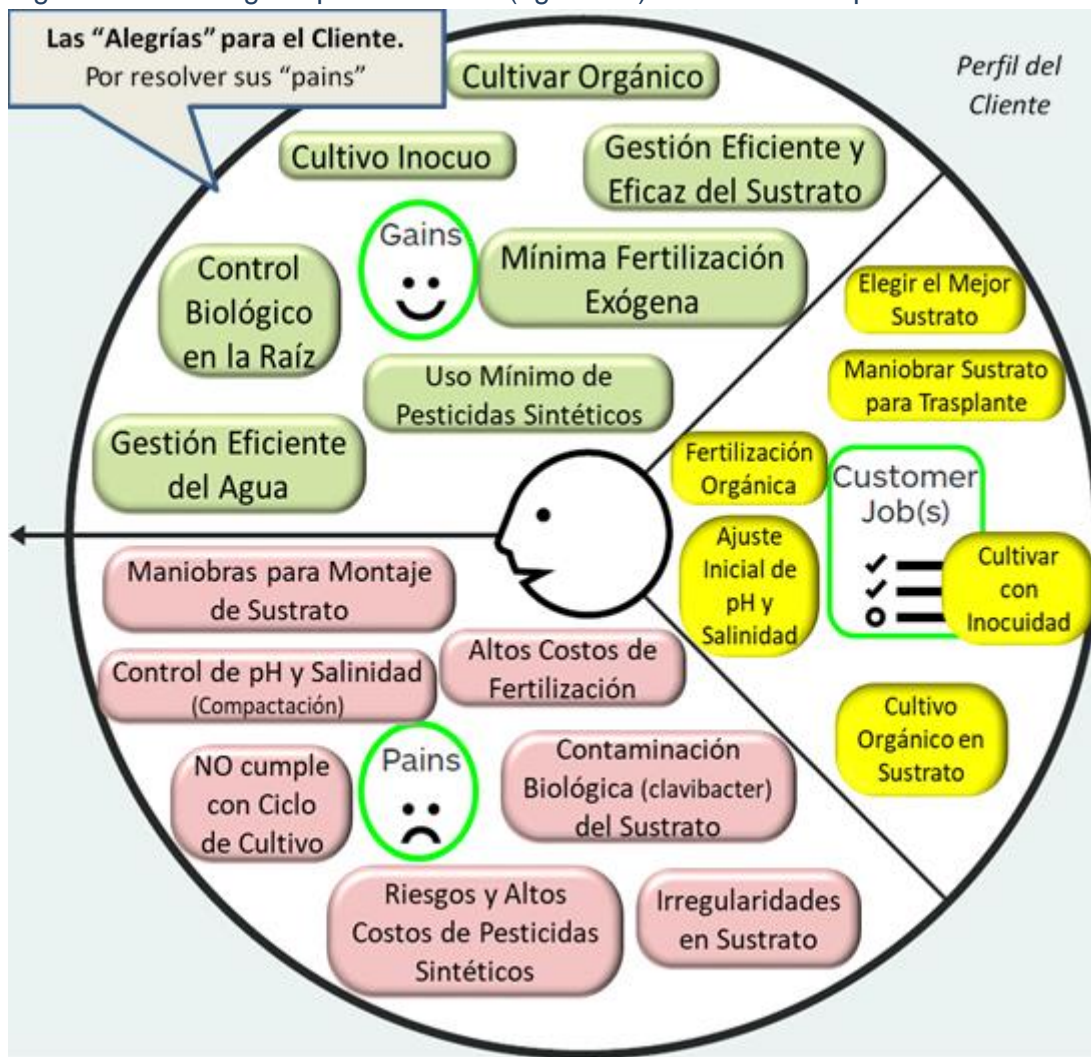 Las “Alegrías” para el Cliente.
Por resolver sus “pains”
Perfil del
Cliente
Cultivar Orgánico
Cultivo Inocuo
Gestión Eficiente y
Eficaz del Sustrato
Gains
Control
Biológico
en la Raíz
Mínima Fertilización
Exógena
Uso Mínimo de
Pesticidas Sintéticos
Gestión Eficiente
del Agua
Elegir el Mejor
Sustrato
Maniobrar Sustrato
para Trasplante
Fertilización
Orgánica
Customer
Job(s)
Ajuste
Inicial de
pH y
Salinidad
Cultivar
con
Inocuidad
Cultivo
Orgánico en
Sustrato
Maniobras para Montaje
de Sustrato
Control de pH y Salinidad
(Compactación)
Altos Costos de
Fertilización
NO cumple
con Ciclo
de Cultivo
Pains
Contaminación
Biológica (clavibacter)
del Sustrato
Riesgos y Altos
Costos de Pesticidas
Sintéticos
Irregularidades
en Sustrato